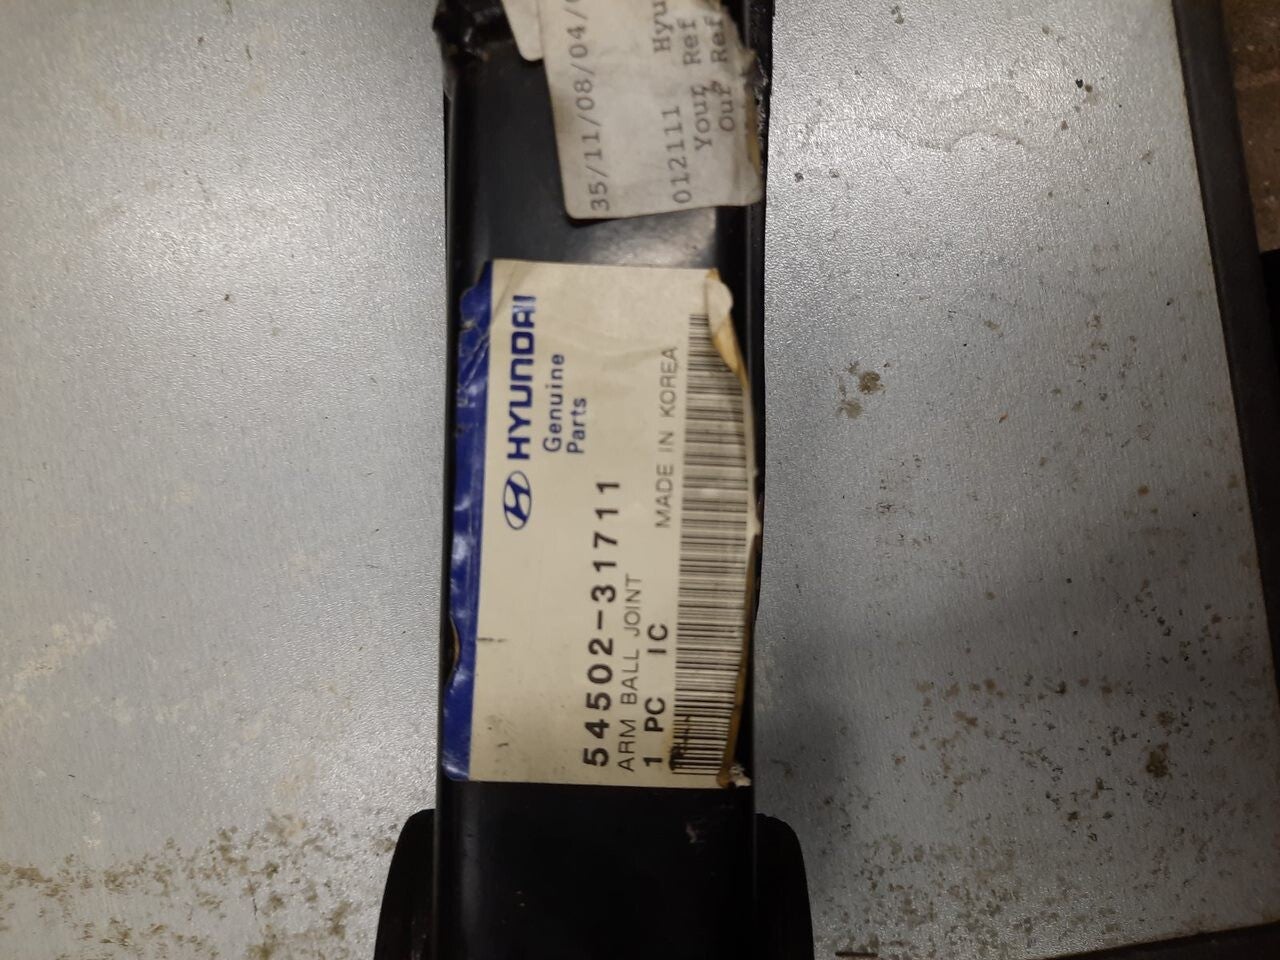 35/11/08/04/
0121111 Hyu
Your Ref
Our Ref
HYUNDAI
Genuine
Parts
54502-31711
ARM BALL JOINT
1 PC IC MADE IN KOREA